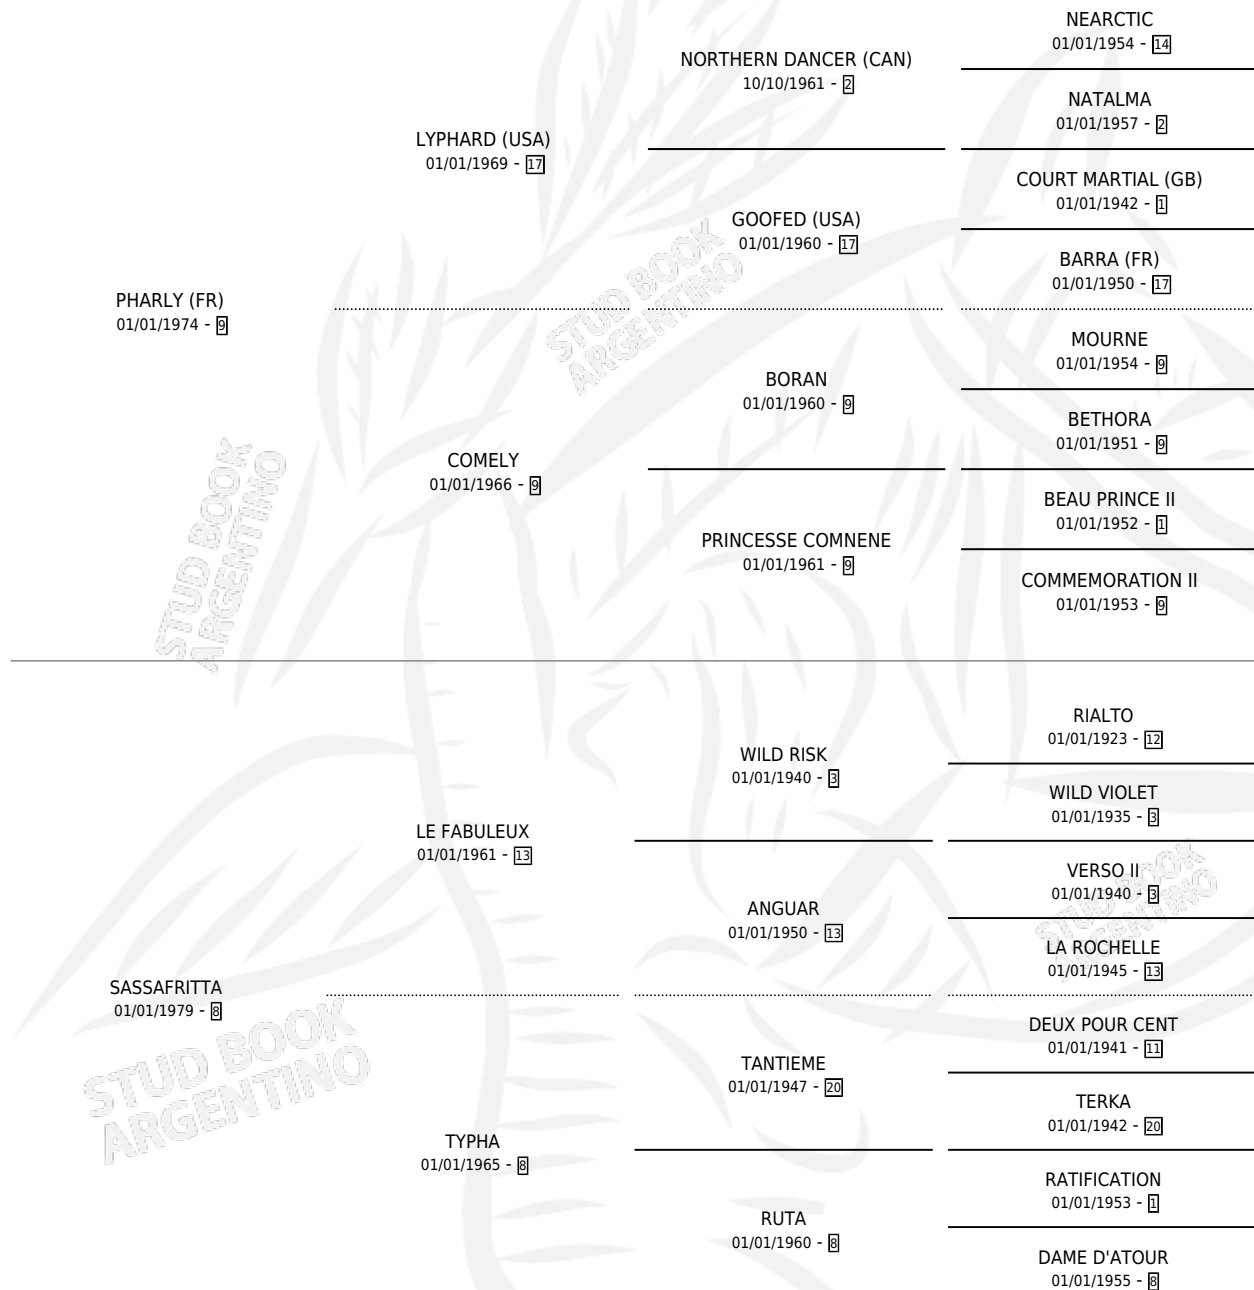 NEARCTIC
01/01/1954 - 14
NORTHERN DANCER (CAN)
10/10/1961 - 2
NATALMA
01/01/1957 - 2
LYPHARD (USA)
01/01/1969 - 17
COURT MARTIAL (GB)
01/01/1942 - 1
GOOFED (USA)
01/01/1960 - 17
BARRA (FR)
01/01/1950 - 17
PHARLY (FR)
01/01/1974 - 9
STUD BOOK
ARGENTINO
MOURNE
01/01/1954 - 9
BORAN
01/01/1960 - 9
BETHORA
01/01/1951 - 9
COMELY
01/01/1966 - 9
BEAU PRINCE II
01/01/1952 - 1
PRINCESSE COMNENE
01/01/1961 - 9
COMMEMORATION II
01/01/1953 - 9
STUD BOOK
ARGENTINO
RIALTO
01/01/1923 - 12
WILD RISK
01/01/1940 - 3
WILD VIOLET
01/01/1935 - 3
LE FABULEUX
01/01/1961 - 13
VERSO II
01/01/1940 - 3
ANGUAR
01/01/1950 - 13
LA ROCHELLE
01/01/1945 - 13
STUD BOOK
ARGENTINO
SASSAFRITTA
01/01/1979 - 8
STUD BOOK
ARGENTINO
DEUX POUR CENT
01/01/1941 - 11
TANTIEME
01/01/1947 - 20
TERKA
01/01/1942 - 20
TYPHA
01/01/1965 - 8
RATIFICATION
01/01/1953 - 1
RUTA
01/01/1960 - 8
DAME D'ATOUR
01/01/1955 - 8